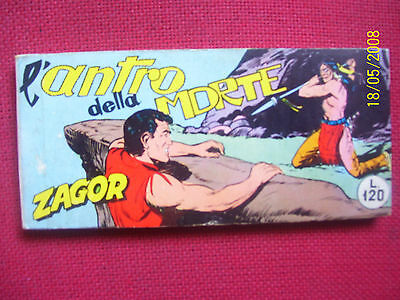 l'antro
della
MORTE
ZAGOR
L.
120
18/05/2008